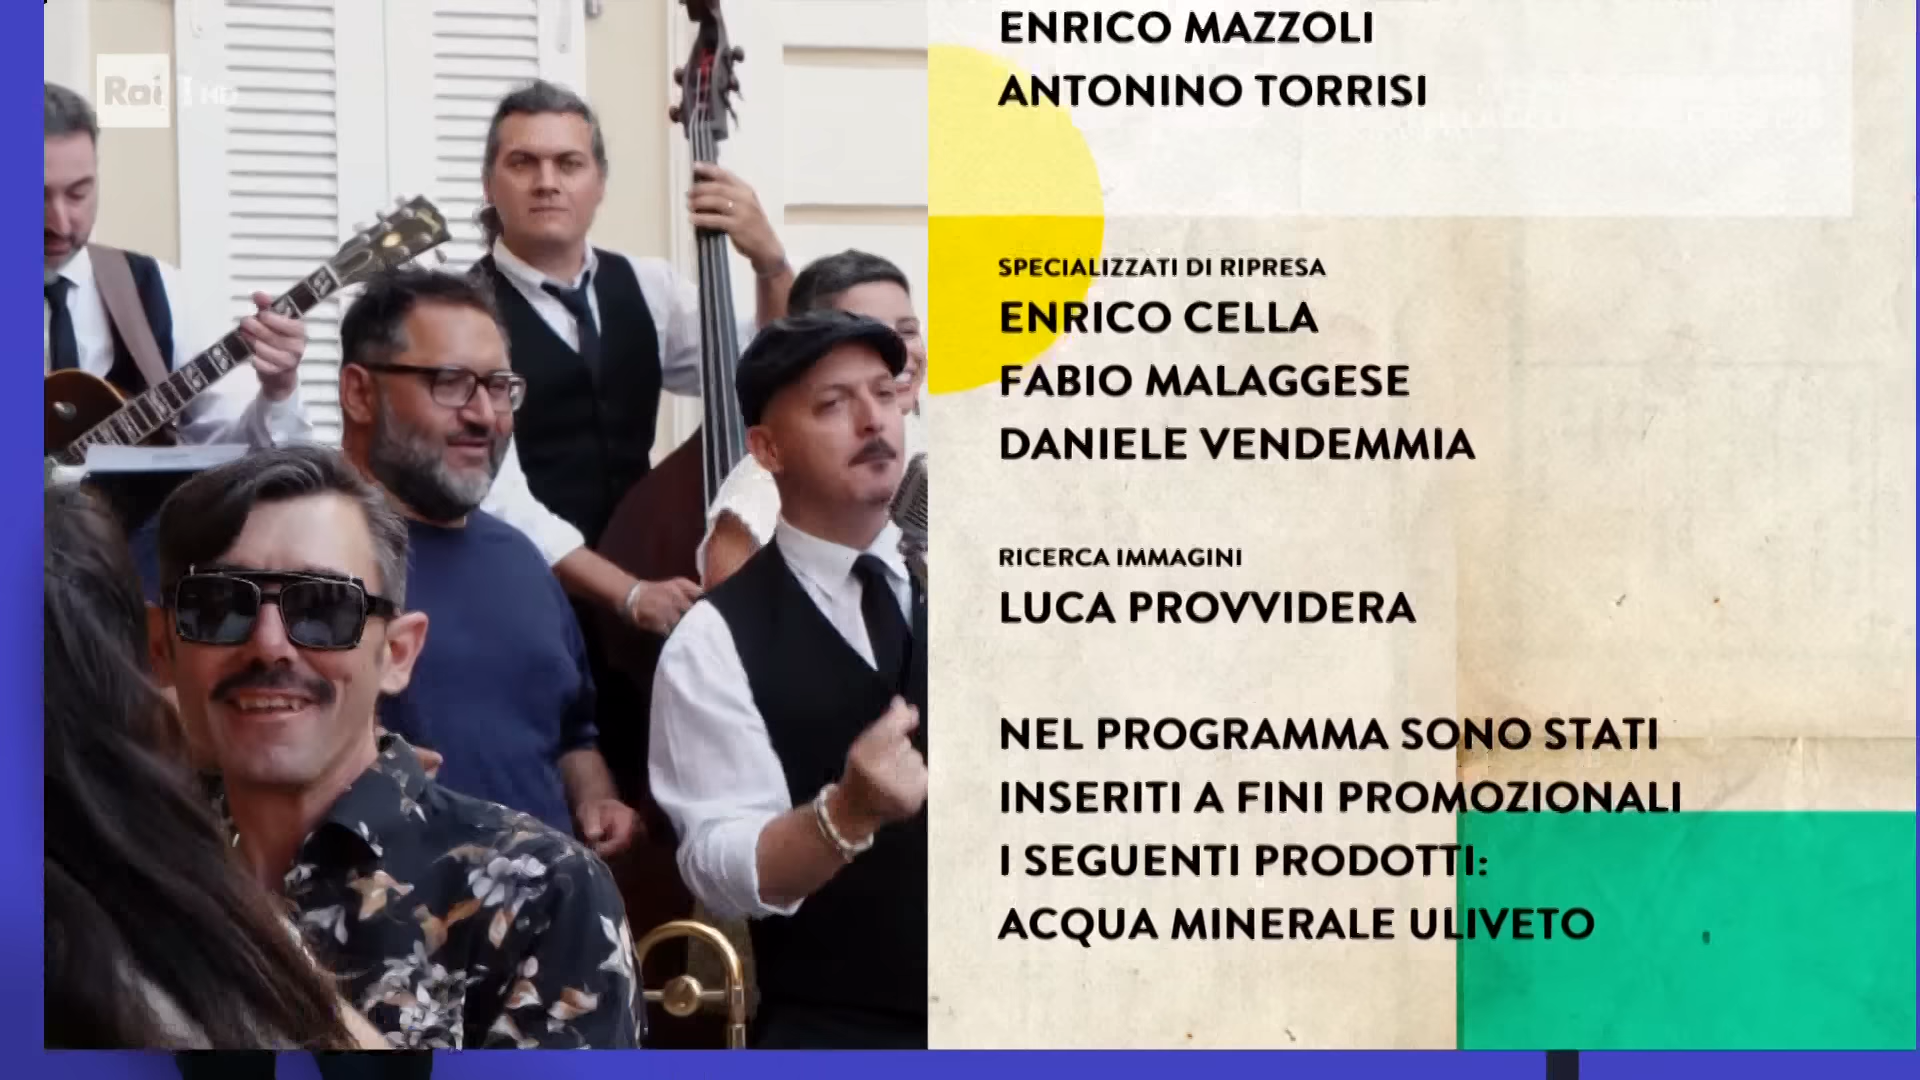 Rai 1 HD
ENRICO MAZZOLI
ANTONINO TORRISI
SPECIALIZZATI DI RIPRESA
ENRICO CELLA
FABIO MALAGGESE
DANIELE VENDEMMIA
RICERCA IMMAGINI
LUCA PROVVIDERA
NEL PROGRAMMA SONO STATI
INSERITI A FINI PROMOZIONALI
I SEGUENTI PRODOTTI:
ACQUA MINERALE ULIVETO